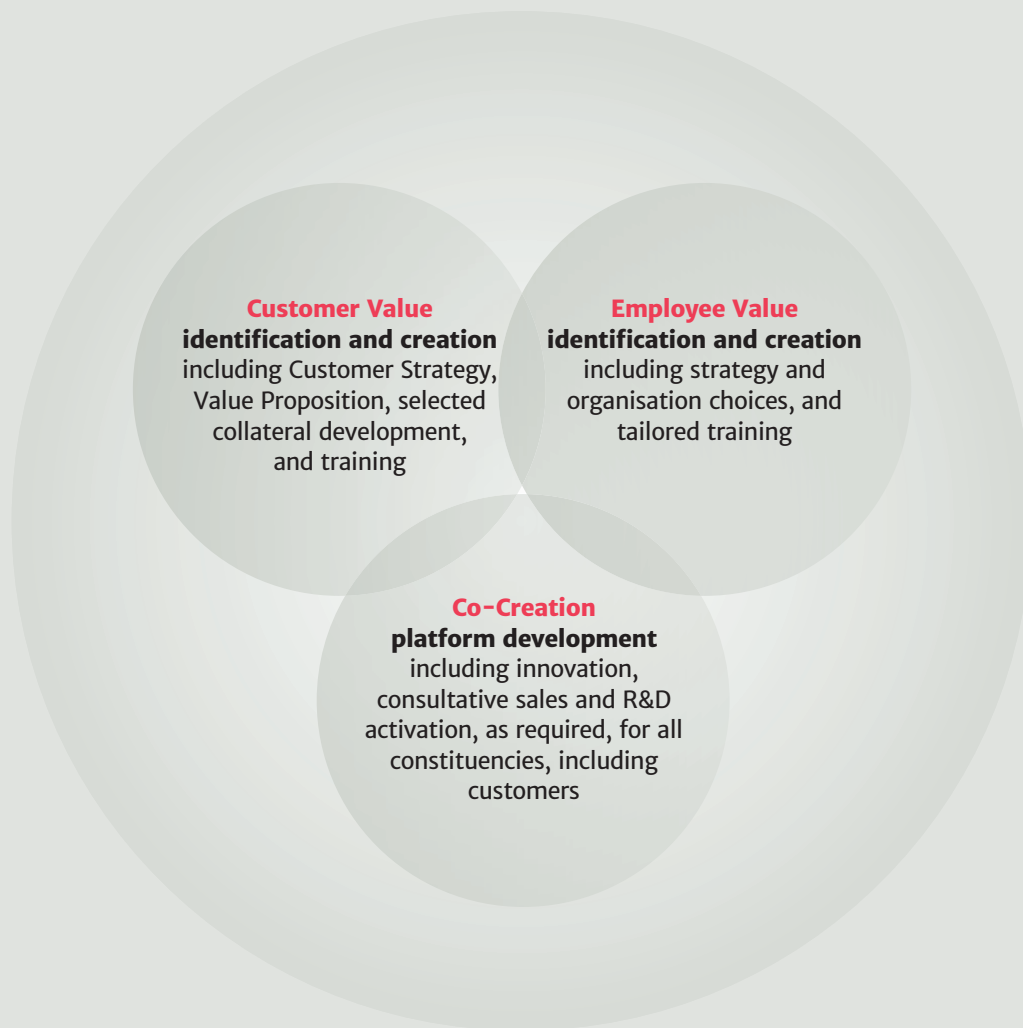 Customer Value
identification and creation
including Customer Strategy,
Value Proposition, selected
collateral development,
and training
Employee Value
identification and creation
including strategy and
organisation choices, and
tailored training
Co-Creation
platform development
including innovation,
consultative sales and R&D
activation, as required, for all
constituencies, including
customers